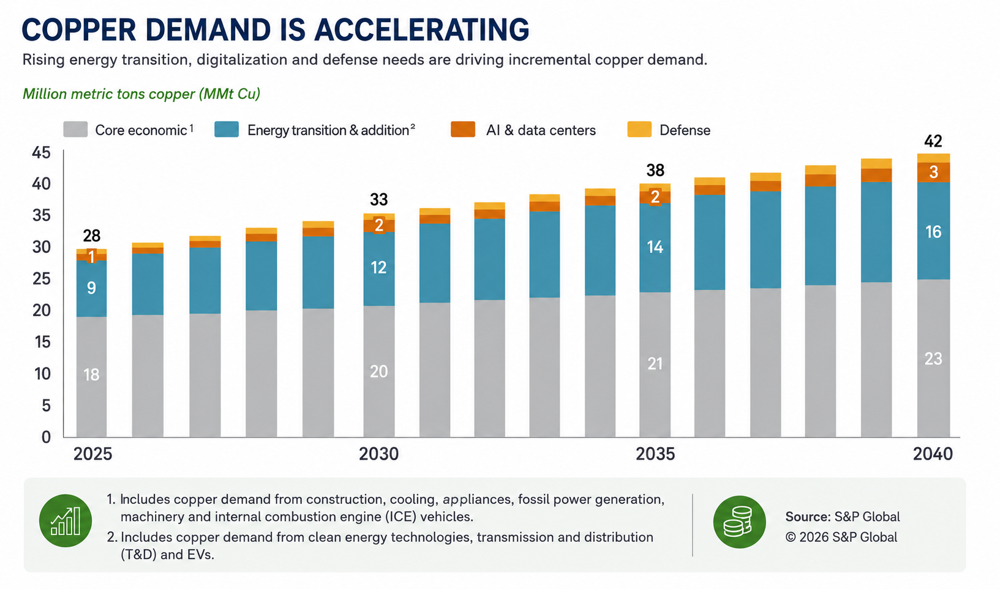 COPPER DEMAND IS ACCELERATING
Rising energy transition, digitalization and defense needs are driving incremental copper demand.
Million metric tons copper (MMt Cu)
Core economic¹ Energy transition & addition² AI & data centers Defense
45
40
35
30
25
20
15
10
5
0
28
1
9
18
33
2
12
20
38
2
14
21
42
3
16
23
2025 2030 2035 2040
1. Includes copper demand from construction, cooling, appliances, fossil power generation,
machinery and internal combustion engine (ICE) vehicles.
2. Includes copper demand from clean energy technologies, transmission and distribution
(T&D) and EVs.
Source: S&P Global
© 2026 S&P Global